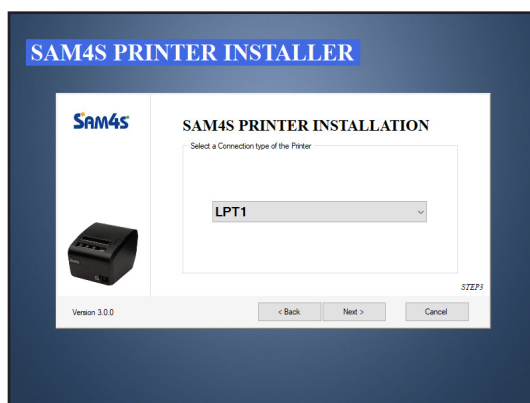 SAM4S PRINTER INSTALLER
SAM4S
SAM4S PRINTER INSTALLATION
Select a Connection type of the Printer
LPT1
STEP3
Version 3.0.0
< Back
Next >
Cancel